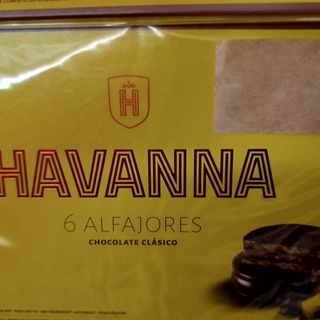 H
HAVANNA
6 ALFAJORES
CHOCOLATE CLÁSICO